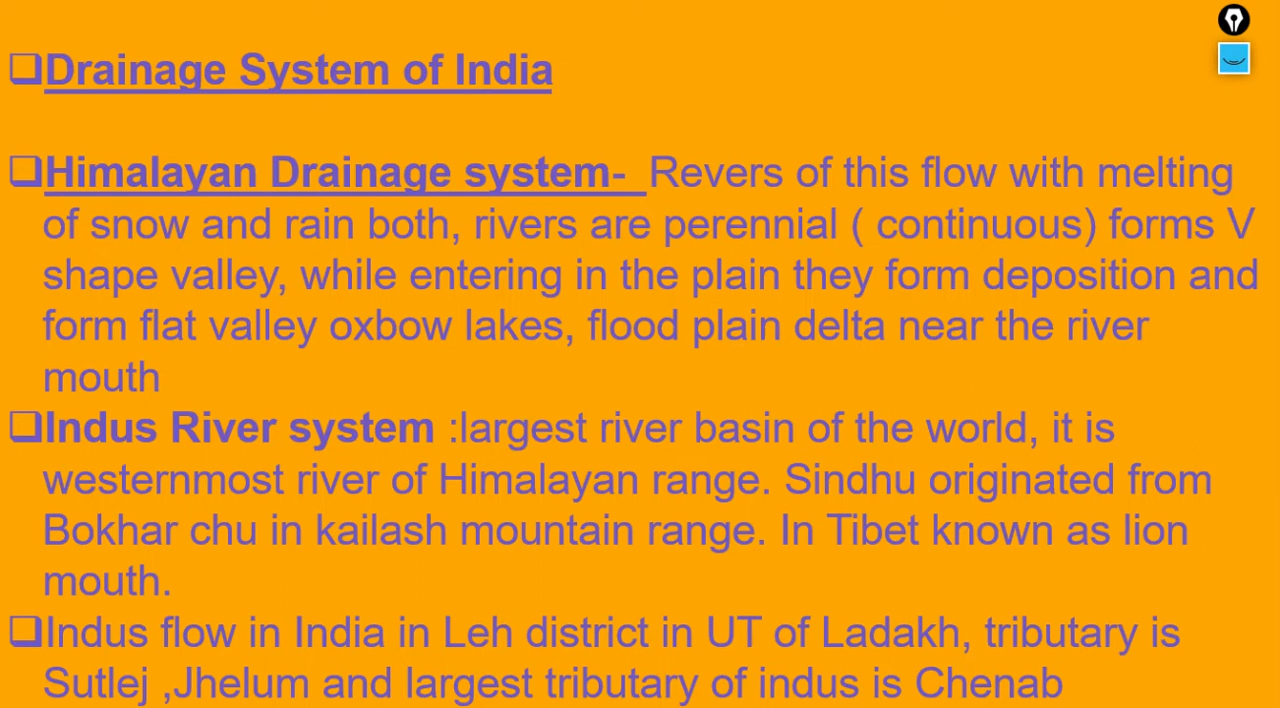 ❑Drainage System of India
❑Himalayan Drainage system- Revers of this flow with melting
of snow and rain both, rivers are perennial ( continuous) forms V
shape valley, while entering in the plain they form deposition and
form flat valley oxbow lakes, flood plain delta near the river
mouth
❑Indus River system :largest river basin of the world, it is
westernmost river of Himalayan range. Sindhu originated from
Bokhar chu in kailash mountain range. In Tibet known as lion
mouth.
❑Indus flow in India in Leh district in UT of Ladakh, tributary is
Sutlej ,Jhelum and largest tributary of indus is Chenab